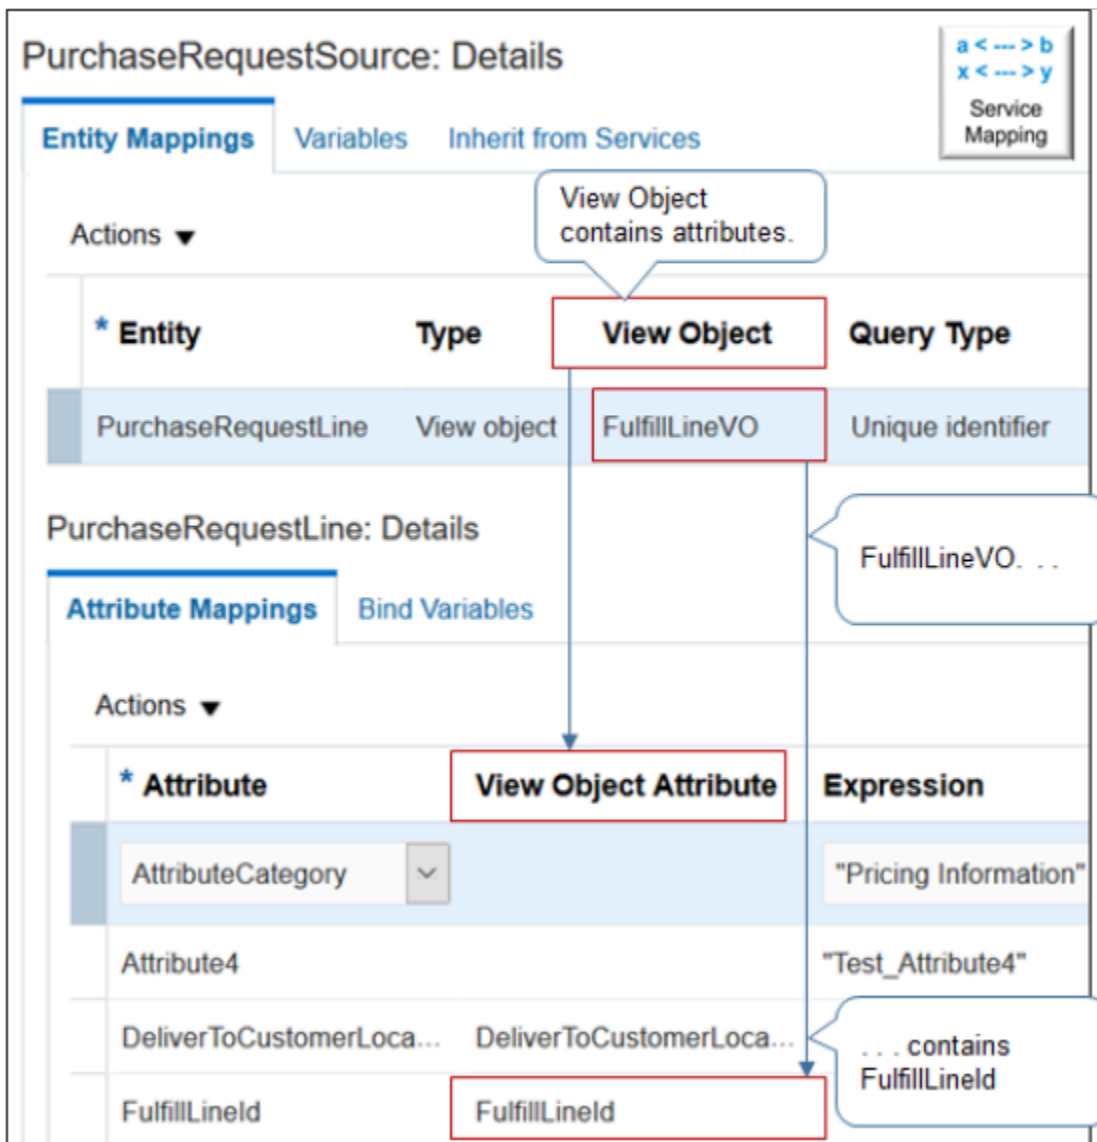 PurchaseRequestSource: Details
a < --- > b
x < --- > y
Service
Mapping
Entity Mappings Variables Inherit from Services
View Object
contains attributes.
Actions
* Entity Type View Object Query Type
PurchaseRequestLine View object FulfillLineVO Unique identifier
PurchaseRequestLine: Details
FulfillLineVO. . .
Attribute Mappings Bind Variables
Actions
* Attribute View Object Attribute Expression
AttributeCategory "Pricing Information"
Attribute4 "Test_Attribute4"
DeliverToCustomerLoca... DeliverToCustomerLoca...
. . . contains
FulfillLineId
FulfillLineId FulfillLineId